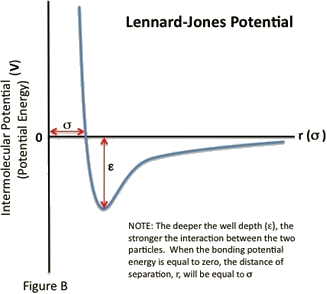 Lennard-Jones Potential
Intermolecular Potential (V)
(Potential Energy)
σ
0
r (σ)
ε
NOTE: The deeper the well depth (ε), the
stronger the interaction between the two
particles. When the bonding potential
energy is equal to zero, the distance of
separation, r, will be equal to σ
Figure B